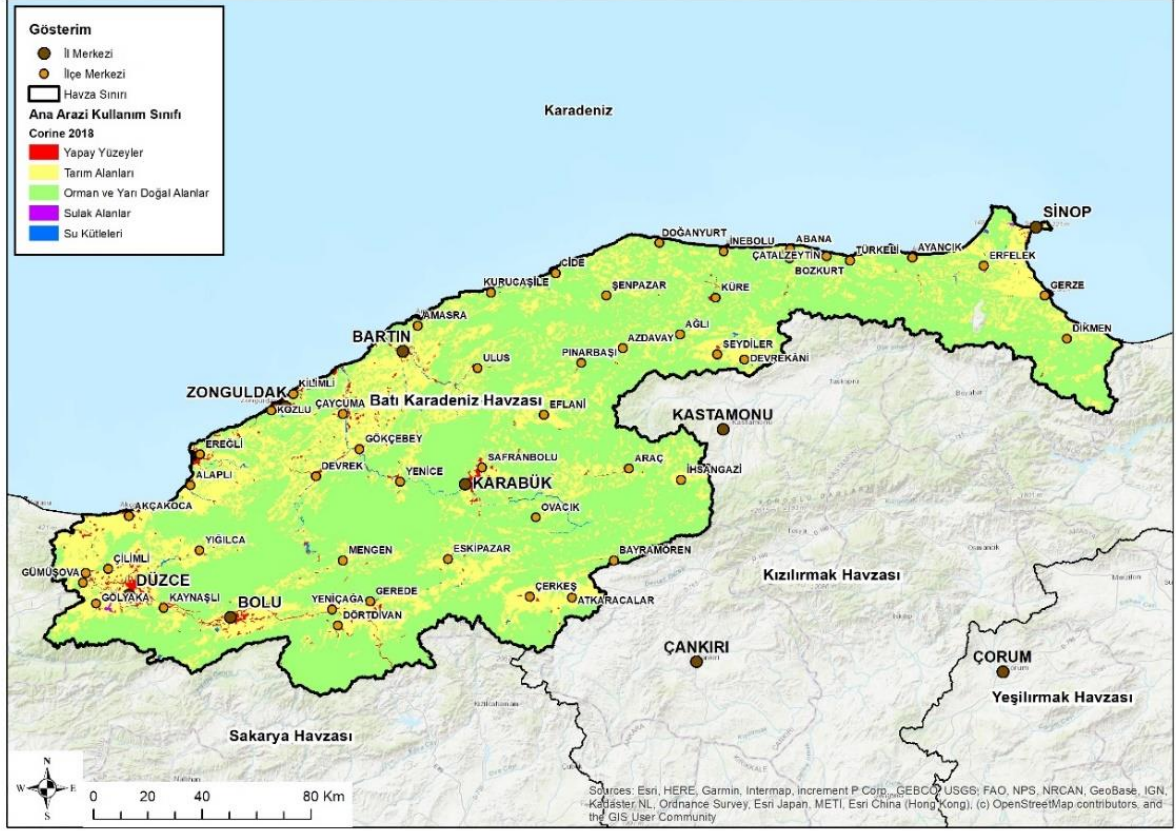 Gösterim
İl Merkezi
İlçe Merkezi
Havza Sınırı
Ana Arazi Kullanım Sınıfı
Corine 2018
Yapay Yüzeyler
Tarım Alanları
Orman ve Yarı Doğal Alanlar
Sulak Alanlar
Su Kütleleri
Karadeniz
SİNOP
DOĞANYURT
İNEBOLU
ABANA
ÇATALZEYTİN
TÜRKELİ
AYANCIK
BOZKURT
ERFELEK
CİDE
KURUCAŞİLE
ŞENPAZAR
KÜRE
GERZE
AMASRA
BARTIN
AĞLI
AZDAVAY
DİKMEN
ULUS
PINARBAŞI
SEYDİLER
DEVREKANİ
ZONGULDAK
KİLİMLİ
KOZLU
ÇAYCUMA
Batı Karadeniz Havzası
EFLANİ
KASTAMONU
Kastamonu
EREĞLİ
GÖKÇEBEY
DEVREK
YENİCE
SAFRANBOLU
KARABÜK
ARAÇ
İHSANGAZİ
ALAPLI
AKÇAKOCA
OVACIK
YIĞILCA
MENGEN
ESKİPAZAR
BAYRAMÖREN
ÇİLİMLİ
GÜMÜŞOVA
DÜZCE
GÖLYAKA
KAYNAŞLI
BOLU
YENİÇAĞA
GEREDE
DÖRTDİVAN
ÇERKEŞ
ATKARACALAR
Kızılırmak Havzası
ÇANKIRI
ÇORUM
Yeşilırmak Havzası
Sakarya Havzası
N
W
E
S
0 20 40 80 Km
Sources: Esri, HERE, Garmin, Intermap, increment P Corp., GEBCO, USGS, FAO, NPS, NRCAN, GeoBase, IGN,
Kadaster NL, Ordnance Survey, Esri Japan, METI, Esri China (Hong Kong), (c) OpenStreetMap contributors, and
the GIS User Community